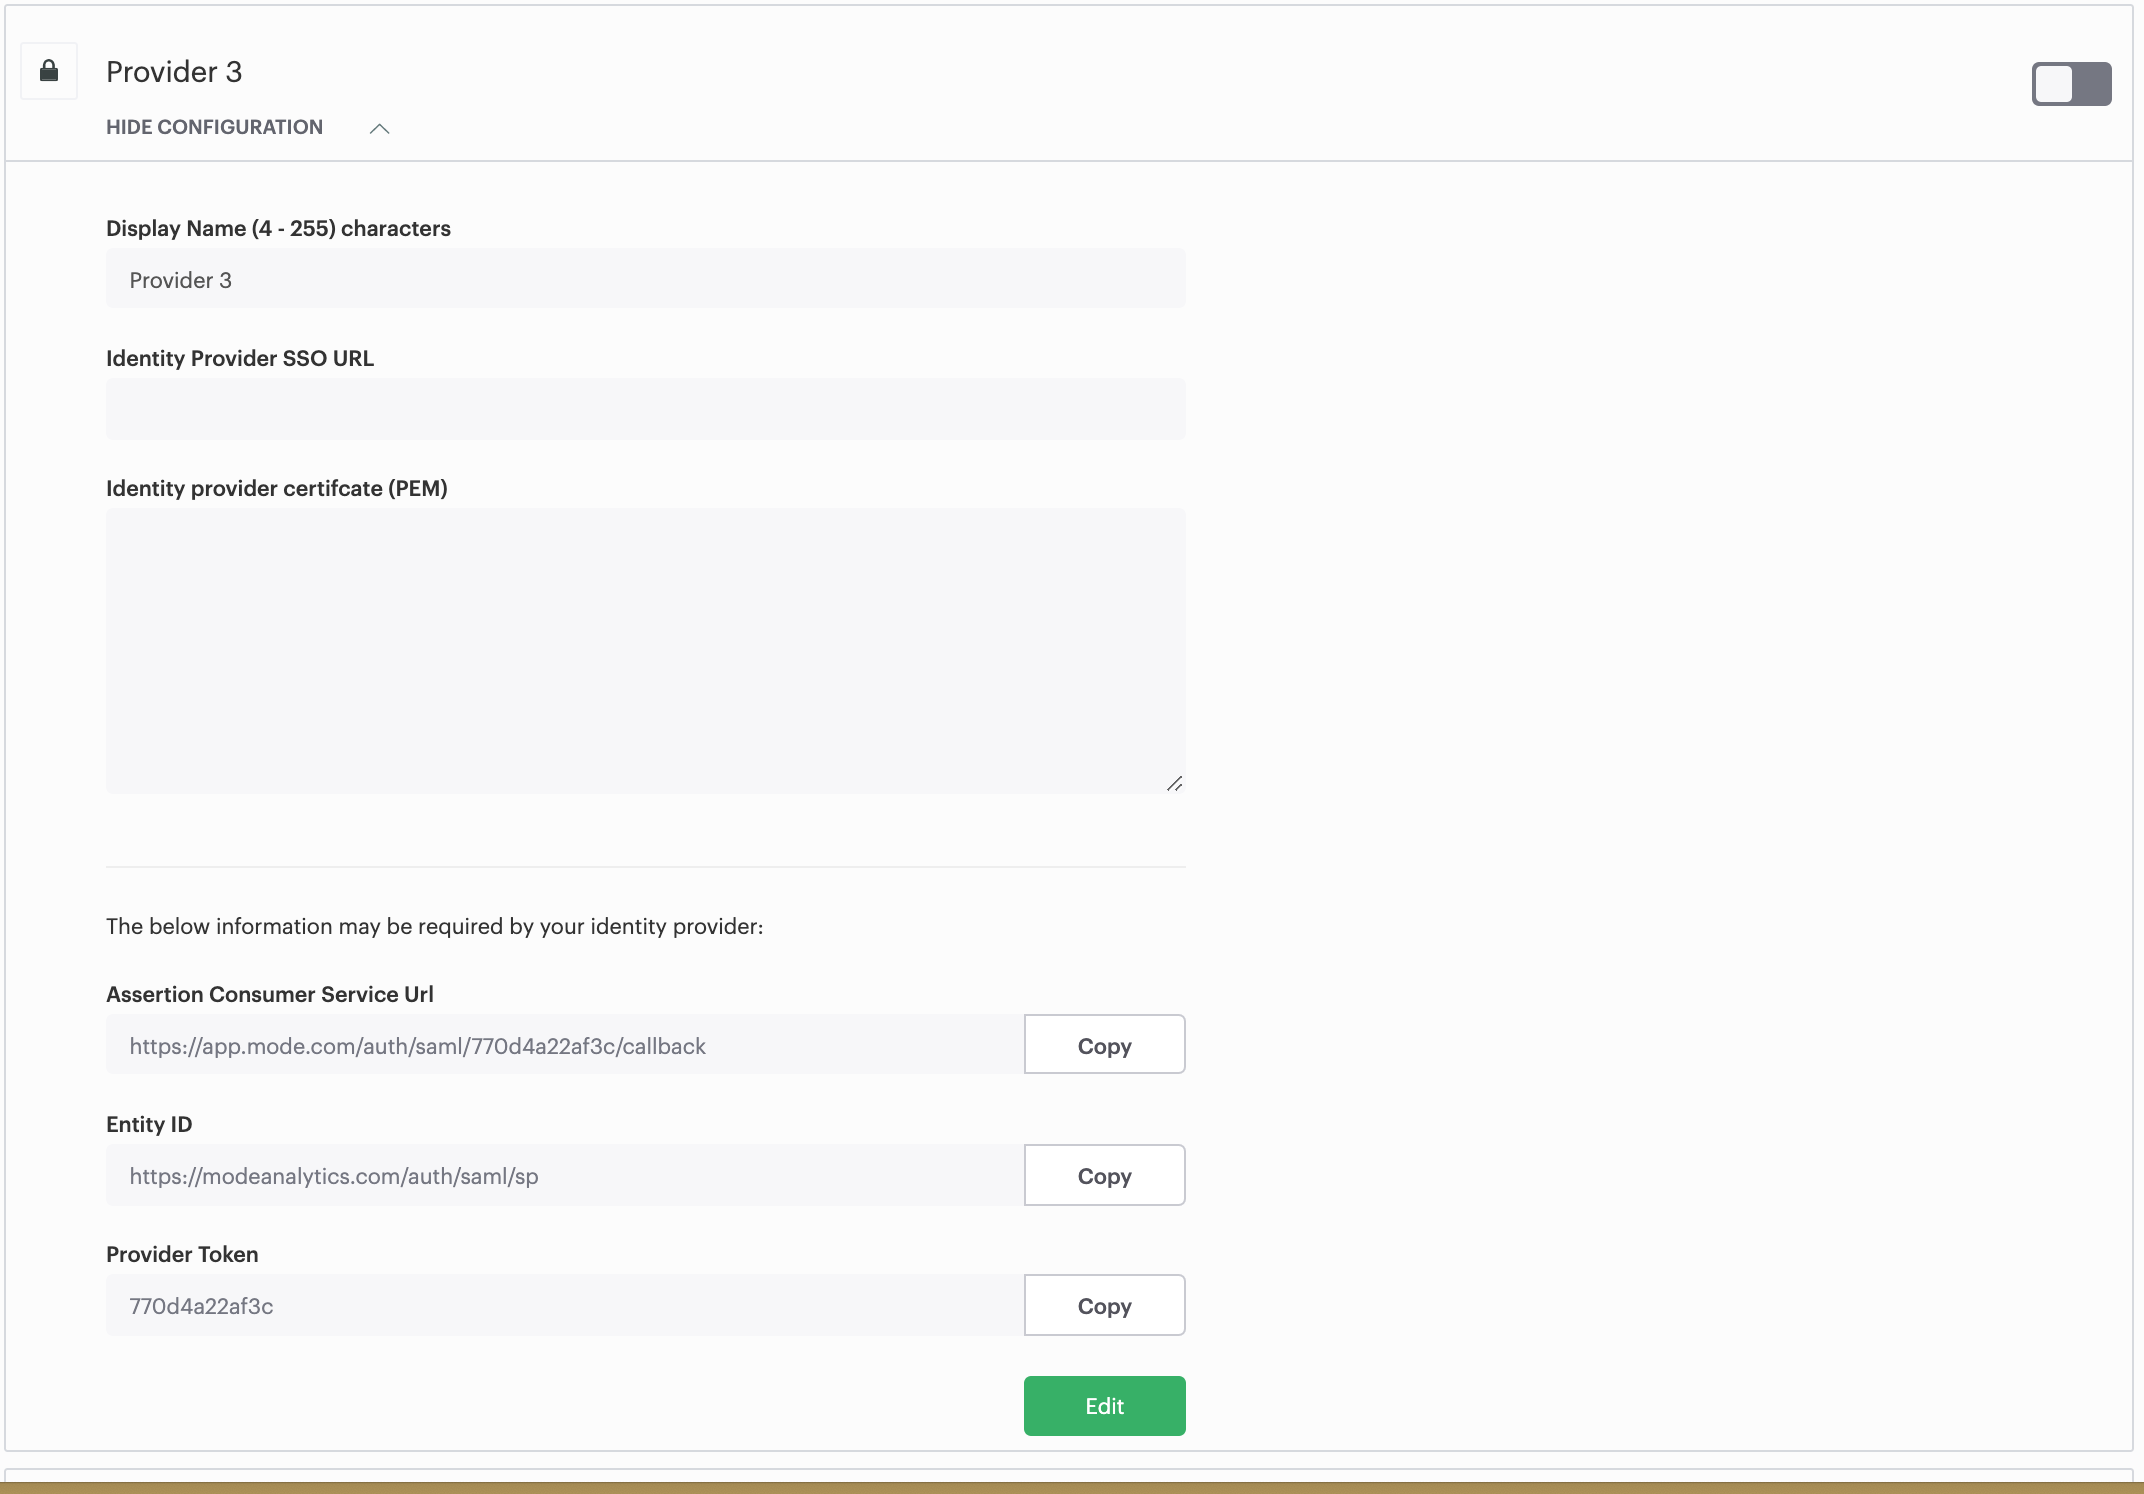 Provider 3
HIDE CONFIGURATION
Display Name (4 - 255) characters
Provider 3
Identity Provider SSO URL
Identity provider certifcate (PEM)
The below information may be required by your identity provider:
Assertion Consumer Service Url
https://app.mode.com/auth/saml/770d4a22af3c/callback
Copy
Entity ID
https://modeanalytics.com/auth/saml/sp
Copy
Provider Token
770d4a22af3c
Copy
Edit